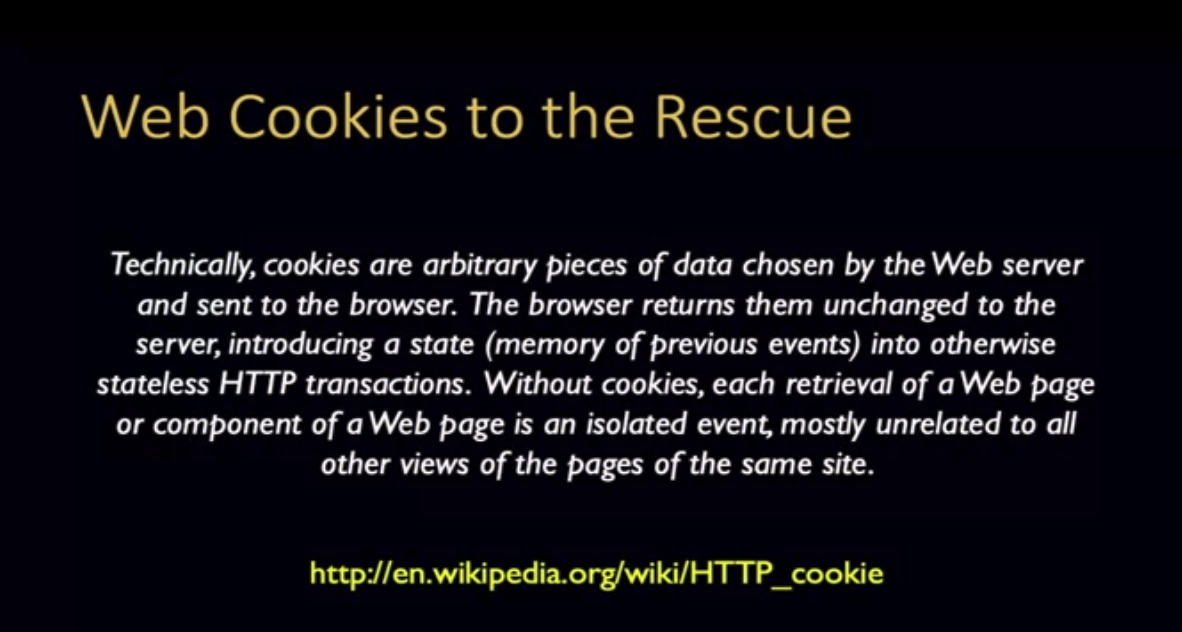 Web Cookies to the Rescue
Technically, cookies are arbitrary pieces of data chosen by the Web server
and sent to the browser. The browser returns them unchanged to the
server, introducing a state (memory of previous events) into otherwise
stateless HTTP transactions. Without cookies, each retrieval of a Web page
or component of a Web page is an isolated event, mostly unrelated to all
other views of the pages of the same site.
http://en.wikipedia.org/wiki/HTTP_cookie